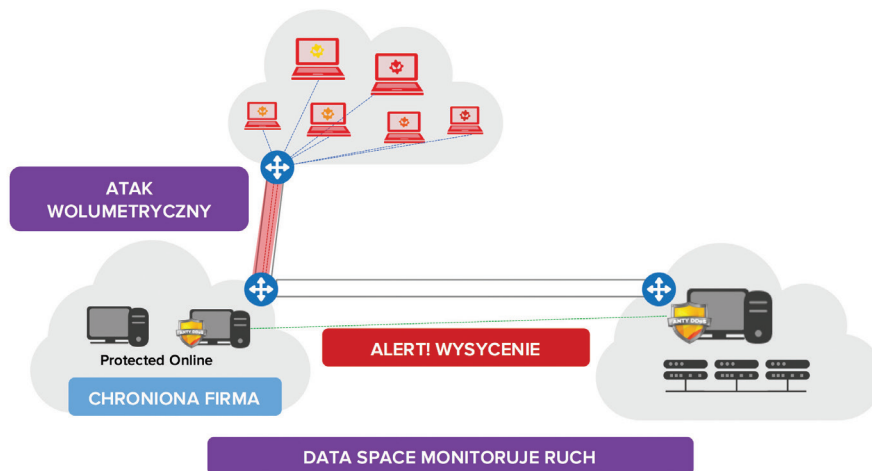 ATAK
WOLUMETRYCZNY
Protected Online
ALERT! WYSYCENIE
CHRONIONA FIRMA
DATA SPACE MONITORUJE RUCH